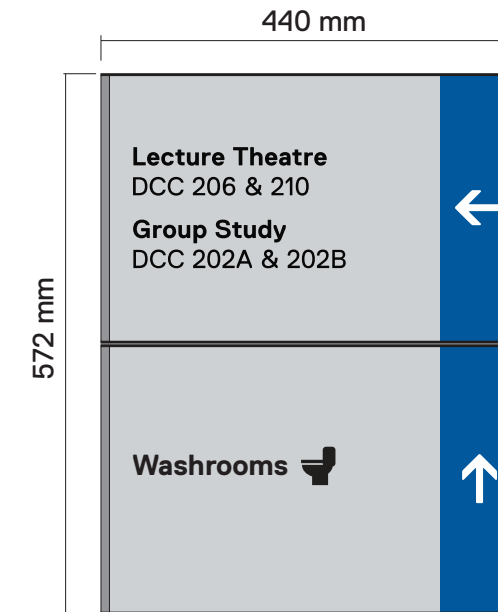 440 mm
572 mm
Lecture Theatre
DCC 206 & 210
Group Study
DCC 202A & 202B
Washrooms